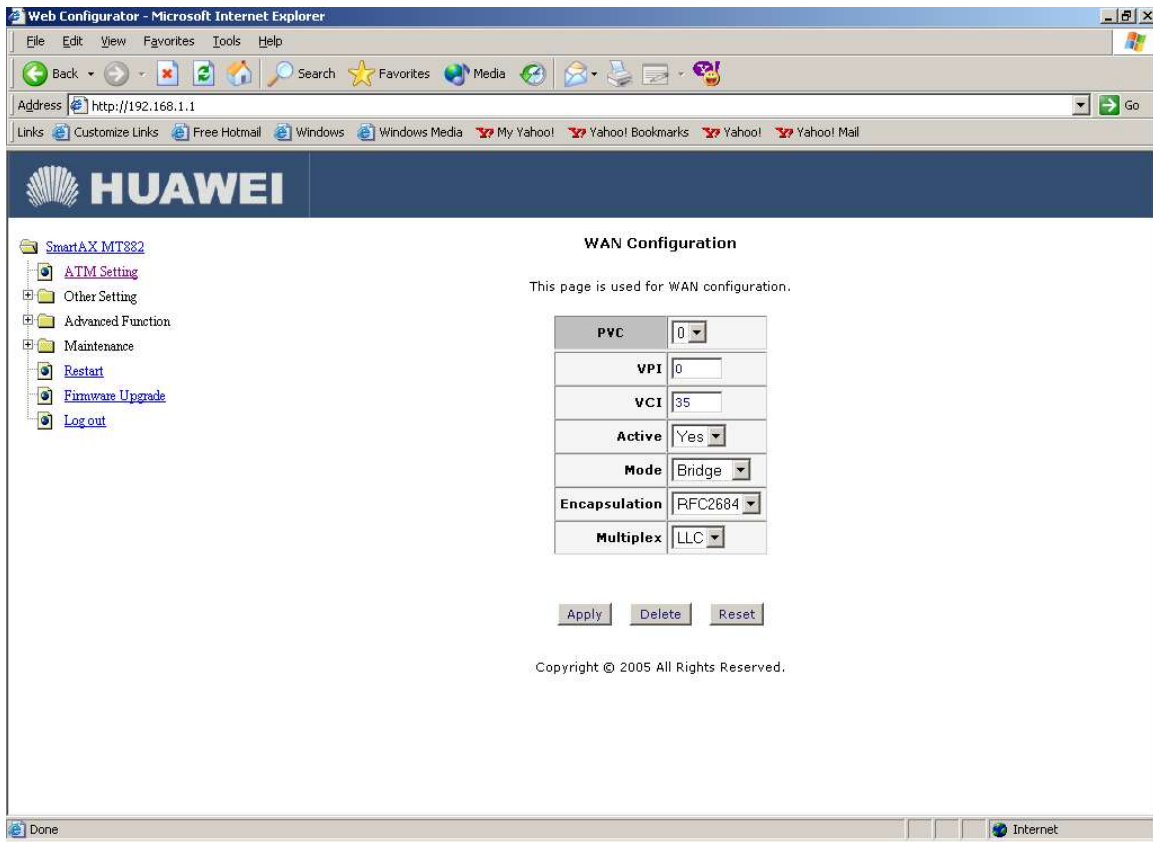 Web Configurator - Microsoft Internet Explorer
File Edit View Favorites Tools Help
Back Search Favorites Media
Address http://192.168.1.1 Go
Links Customize Links Free Hotmail Windows Windows Media My Yahoo! Yahoo! Bookmarks Yahoo! Yahoo! Mail
HUAWEI
SmartAX MT882
ATM Setting
Other Setting
Advanced Function
Maintenance
Restart
Firmware Upgrade
Log out
WAN Configuration
This page is used for WAN configuration.
PVC 0
VPI 0
VCI 35
Active Yes
Mode Bridge
Encapsulation RFC2684
Multiplex LLC
Apply Delete Reset
Copyright © 2005 All Rights Reserved.
Done Internet